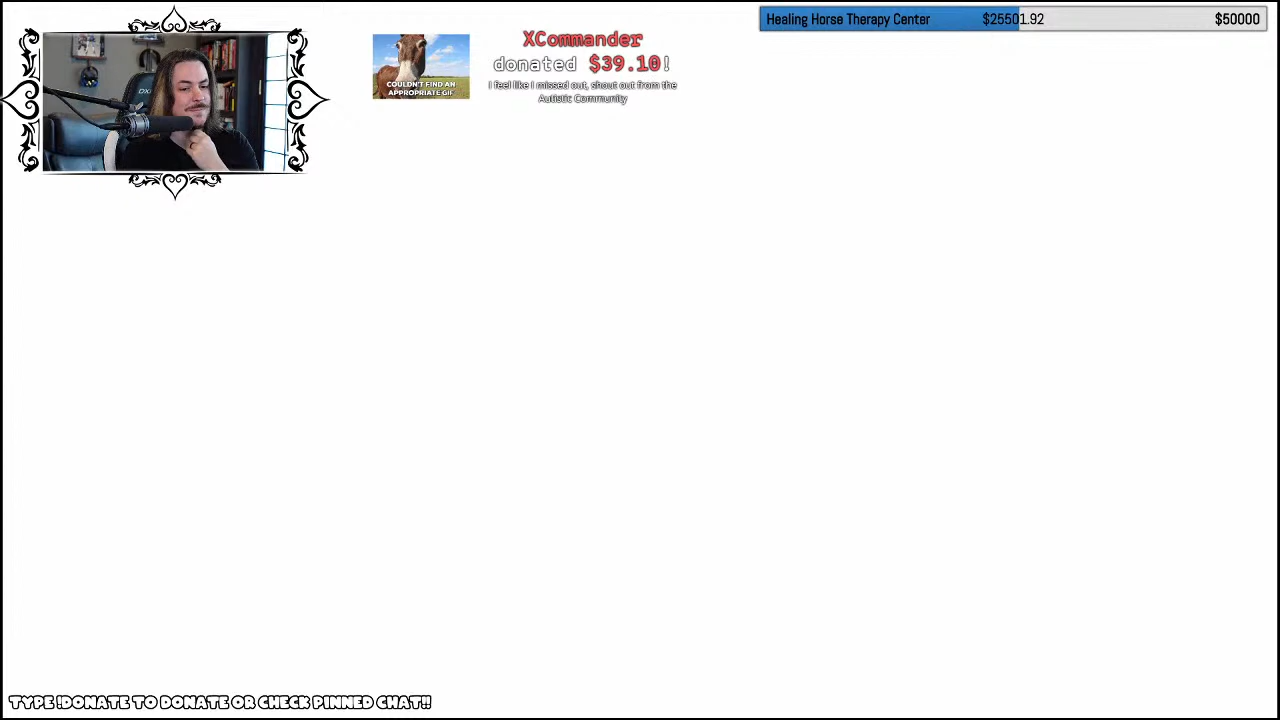 Healing Horse Therapy Center $25501.92 $50000
XCommander
donated $39.10!
I feel like I missed out, shout out from the
Autistic Community
COULDN'T FIND AN
APPROPRIATE GIF
DX
TYPE !DONATE TO DONATE OR CHECK PINNED CHAT!!